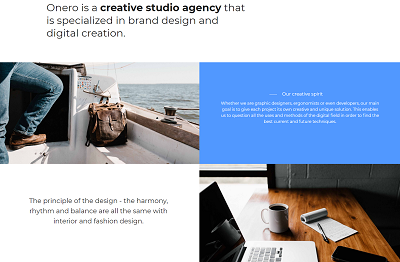 Onero is a creative studio agency that
is specialized in brand design and
digital creation.
Our creative spirit
Whether we are graphic designers, ergonomists or even developers, our main
goal is to give each project its own creative and unique solution. This enables
us to question all the uses and methods of the digital field in order to find the
best current and future techniques.
The principle of the design - the harmony,
rhythm and balance are all the same with
interior and fashion design.